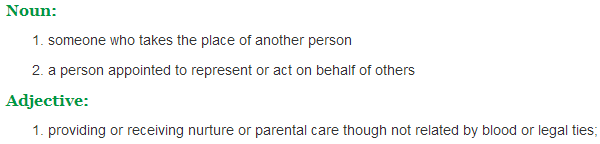 Noun:
1. someone who takes the place of another person
2. a person appointed to represent or act on behalf of others
Adjective:
1. providing or receiving nurture or parental care though not related by blood or legal ties;